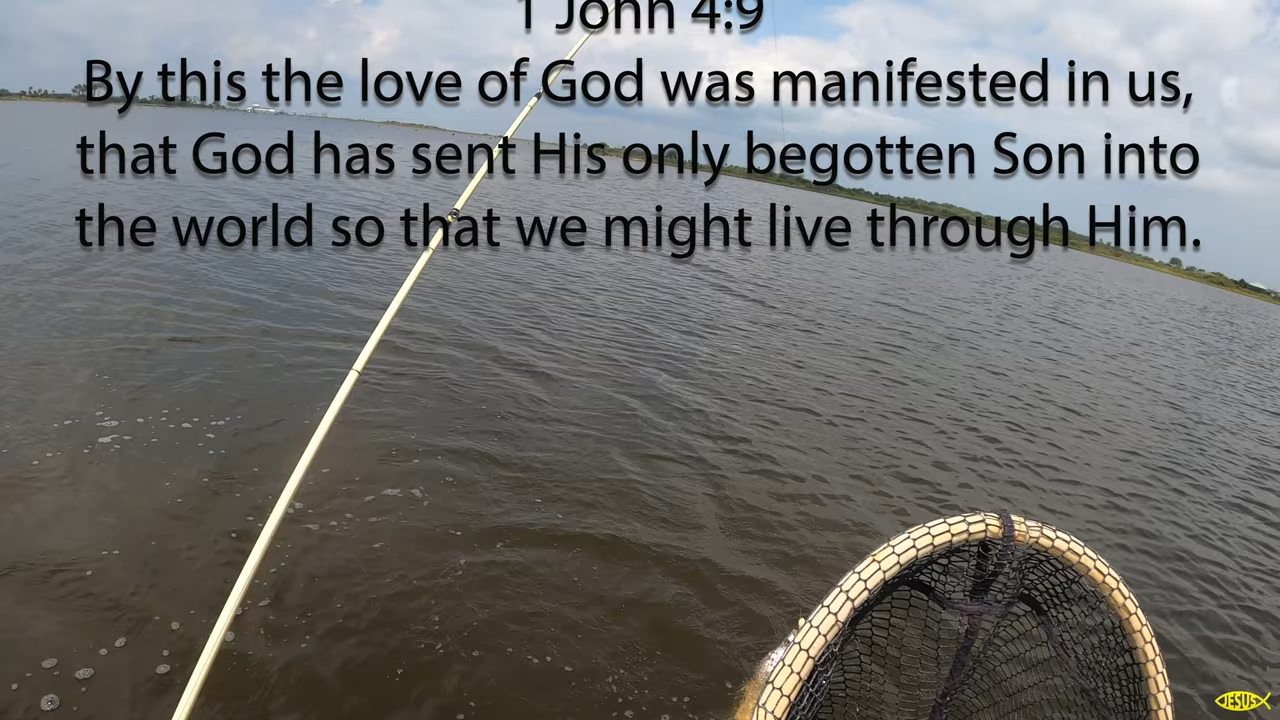 1 John 4:9
By this the love of God was manifested in us,
that God has sent His only begotten Son into
the world so that we might live through Him.
JESUS